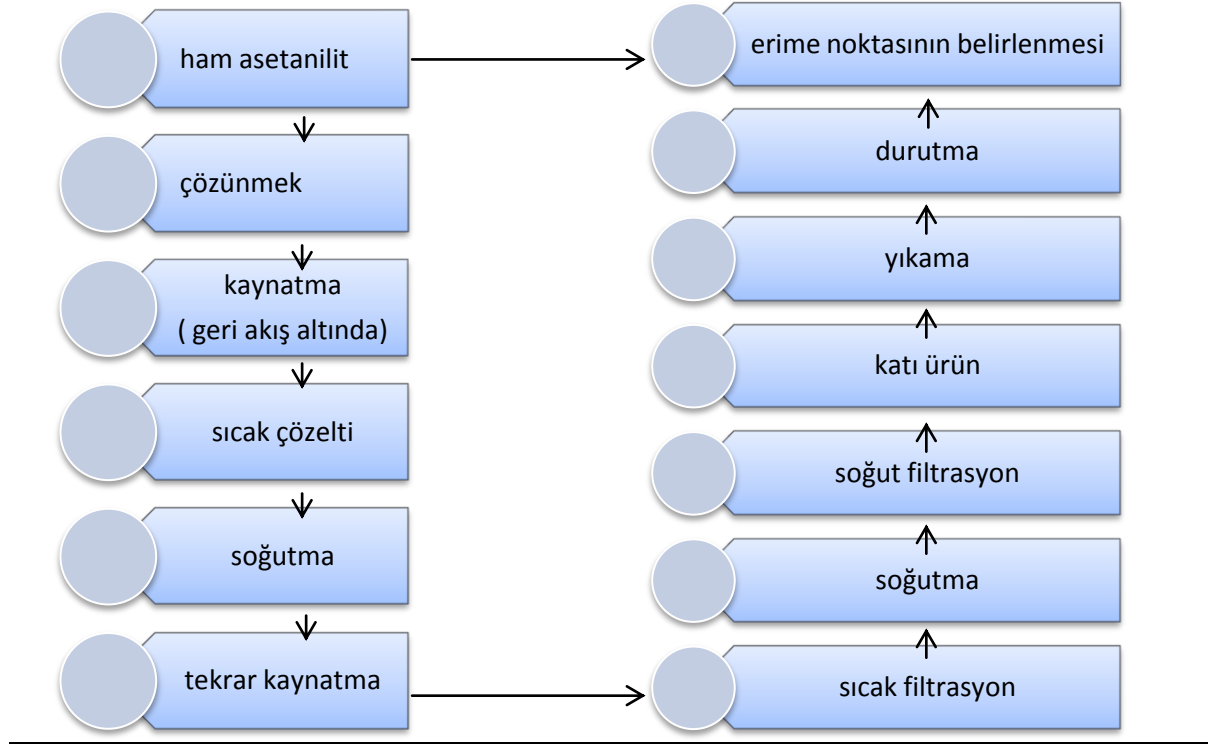 ham asetanilit
çözünmek
kaynatma
( geri akış altında)
sıcak çözelti
soğutma
tekrar kaynatma
erime noktasının belirlenmesi
durutma
yıkama
katı ürün
soğut filtrasyon
soğutma
sıcak filtrasyon